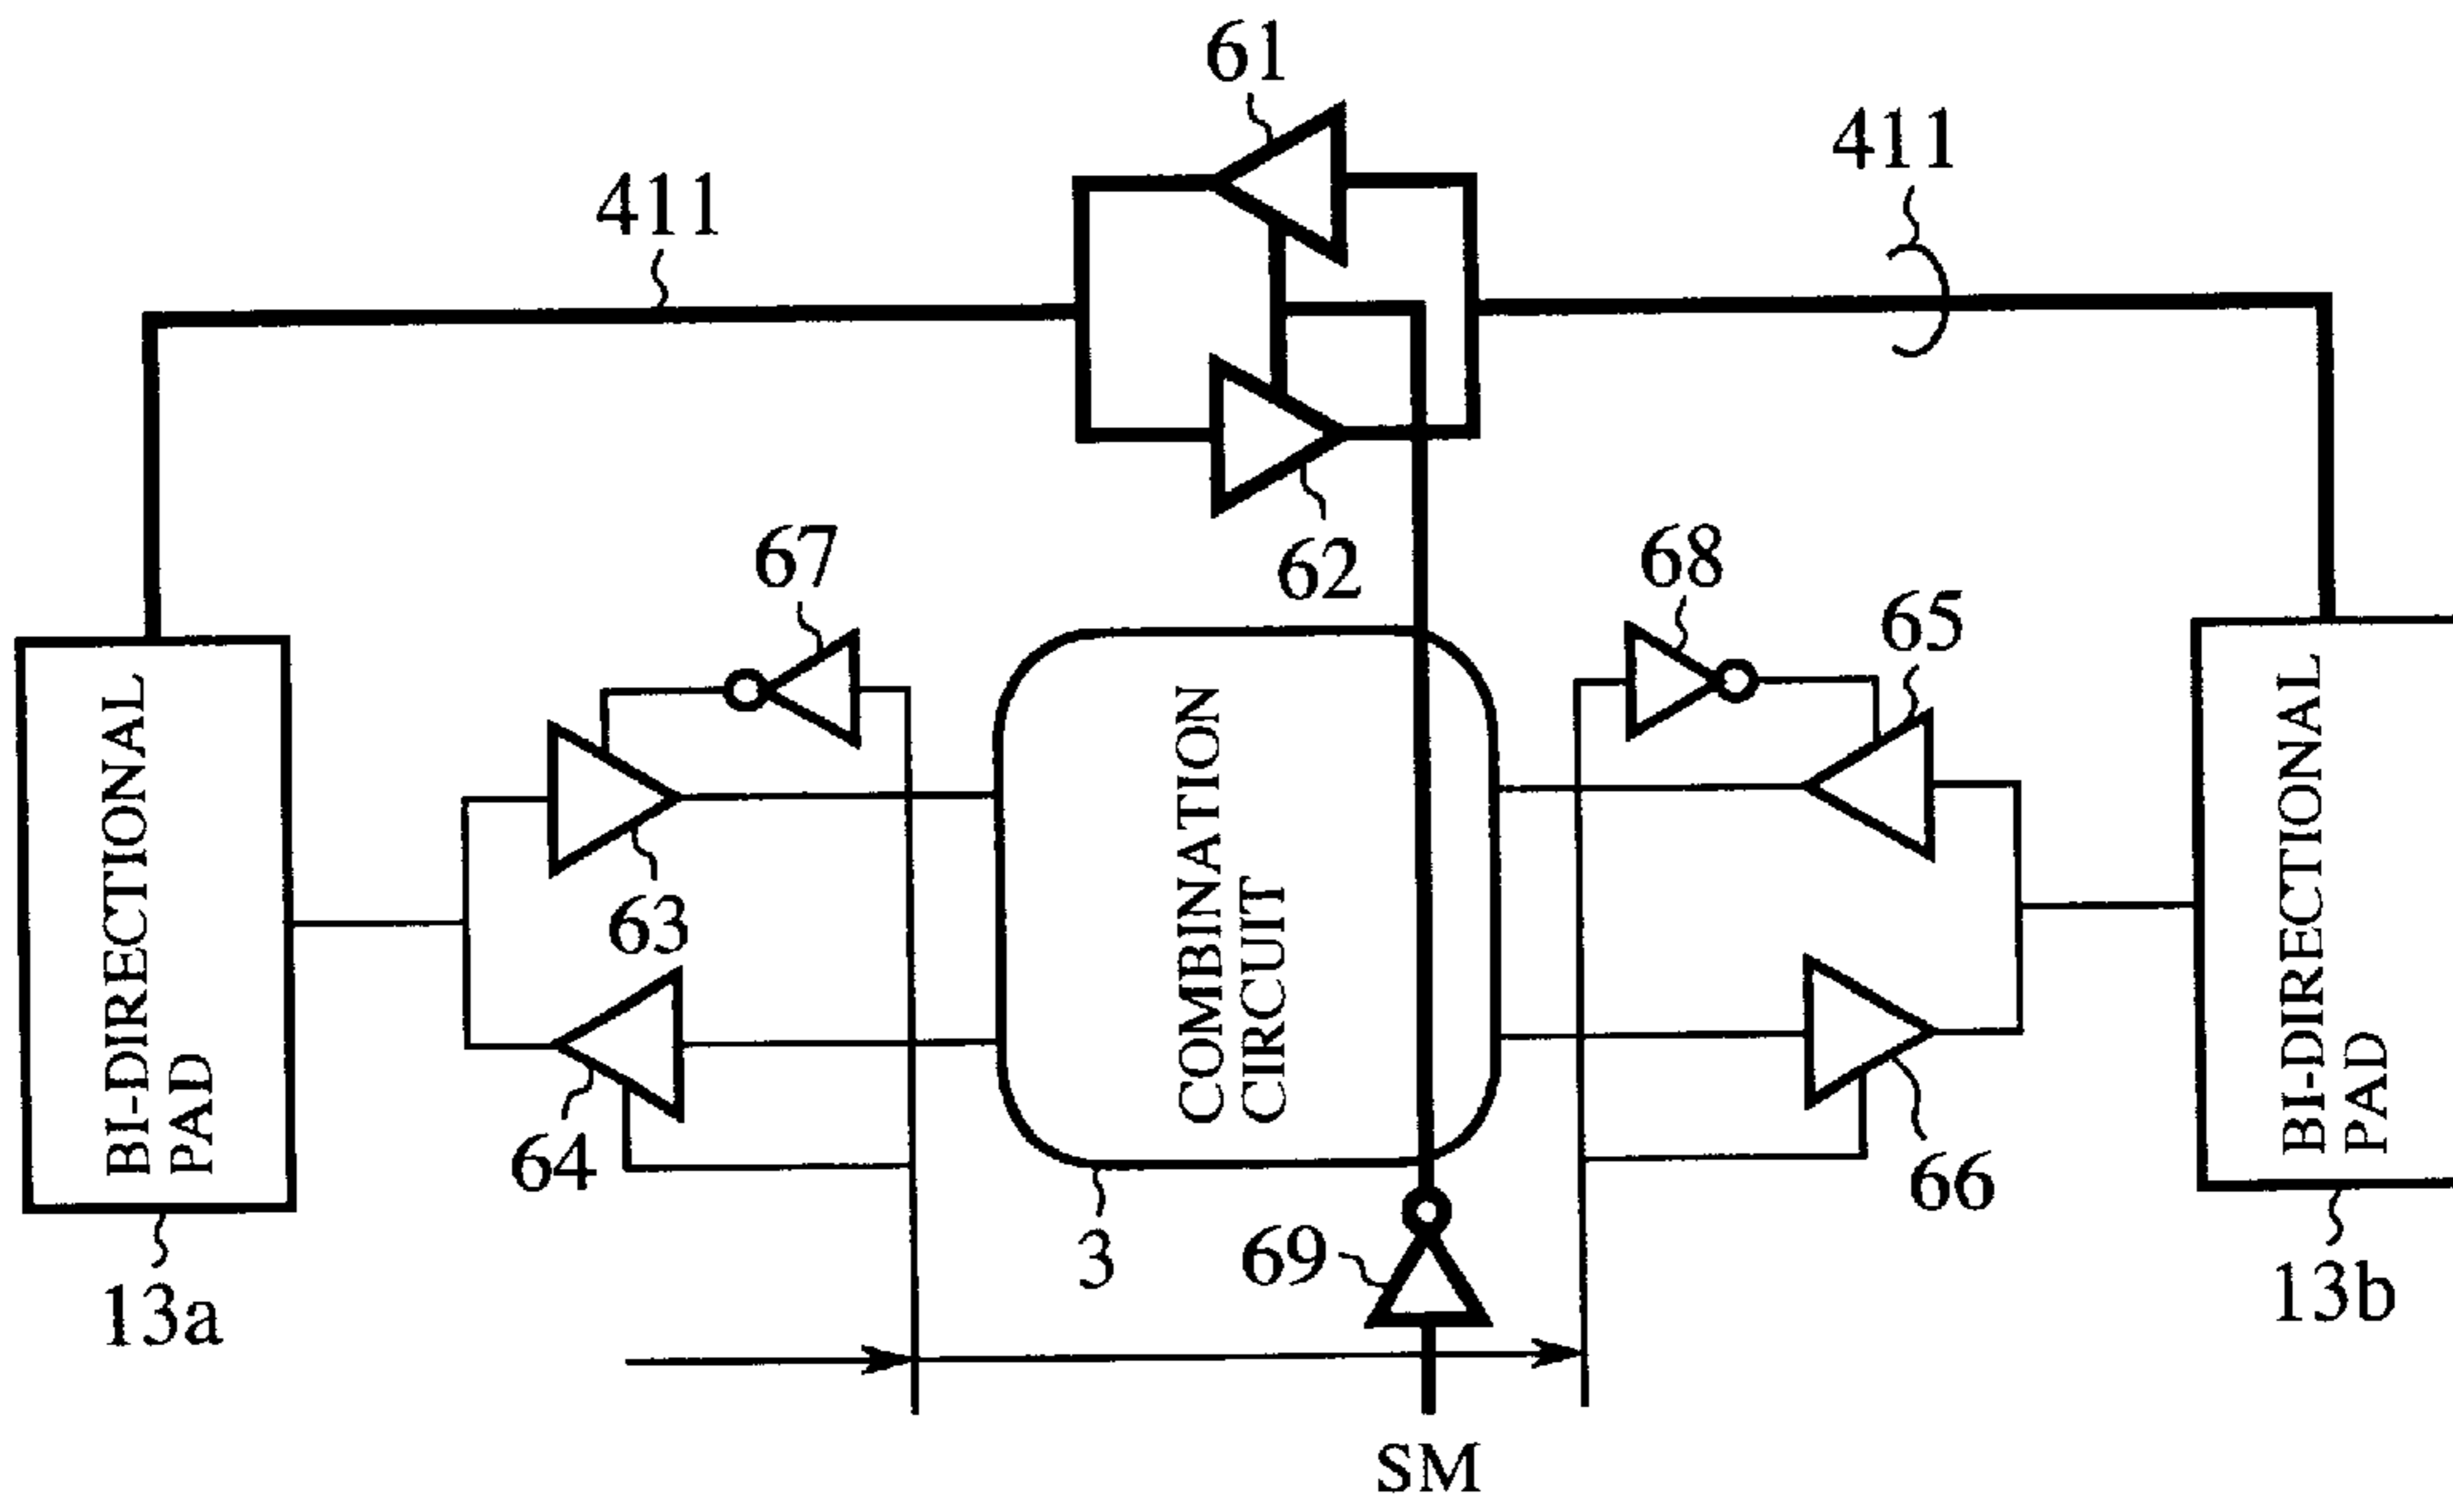 61
411
411
62
67
68
65
BI-DIRECTIONAL
PAD
63
64
COMBINATION
CIRCUIT
66
BI-DIRECTIONAL
PAD
3
69
13a
13b
SM